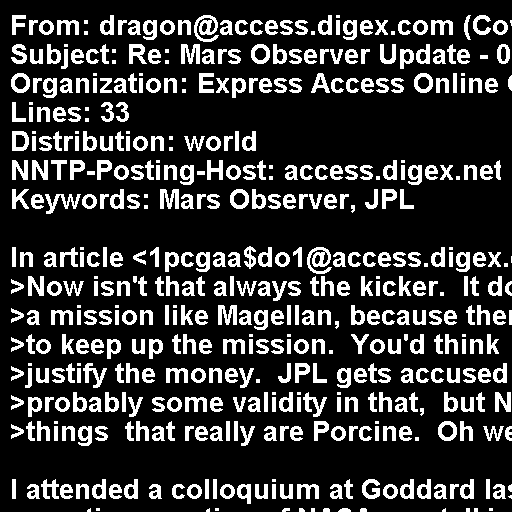 From: dragon@access.digex.com (Co
Subject: Re: Mars Observer Update - 0
Organization: Express Access Online
Lines: 33
Distribution: world
NNTP-Posting-Host: access.digex.net
Keywords: Mars Observer, JPL

In article <1pcgaa$do1@access.digex.
>Now isn't that always the kicker.  It do
>a mission like Magellan, because the
>to keep up the mission.  You'd think
>justify the money.  JPL gets accused
>probably some validity in that,  but N
>things  that really are Porcine.  Oh we

I attended a colloquium at Goddard las